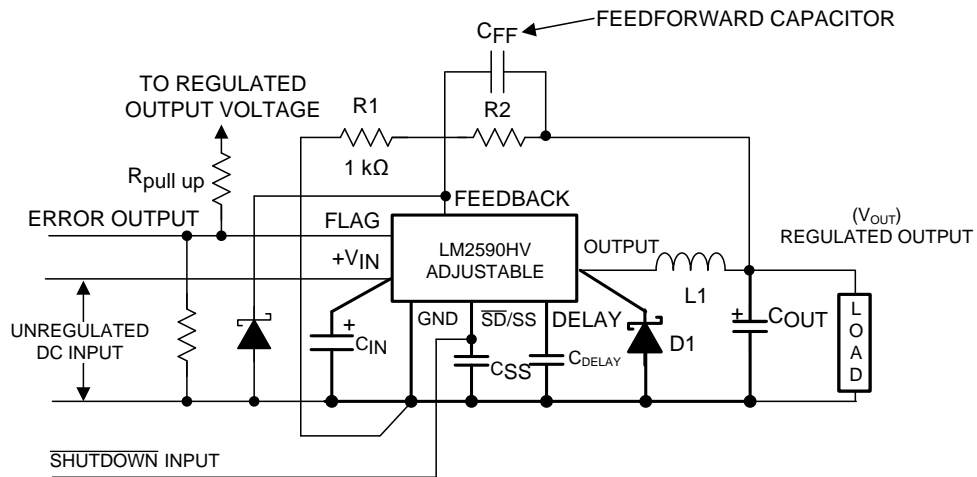 FEEDFORWARD CAPACITOR
CFF
TO REGULATED
OUTPUT VOLTAGE
R1
R2
1 kΩ
Rpull up
FEEDBACK
ERROR OUTPUT
FLAG
(VOUT)
REGULATED OUTPUT
+VIN
LM2590HV
ADJUSTABLE
OUTPUT
L1
UNREGULATED
DC INPUT
+
CIN
GND
SD/SS
DELAY
CSS
CDELAY
D1
+
COUT
LOAD
SHUTDOWN INPUT